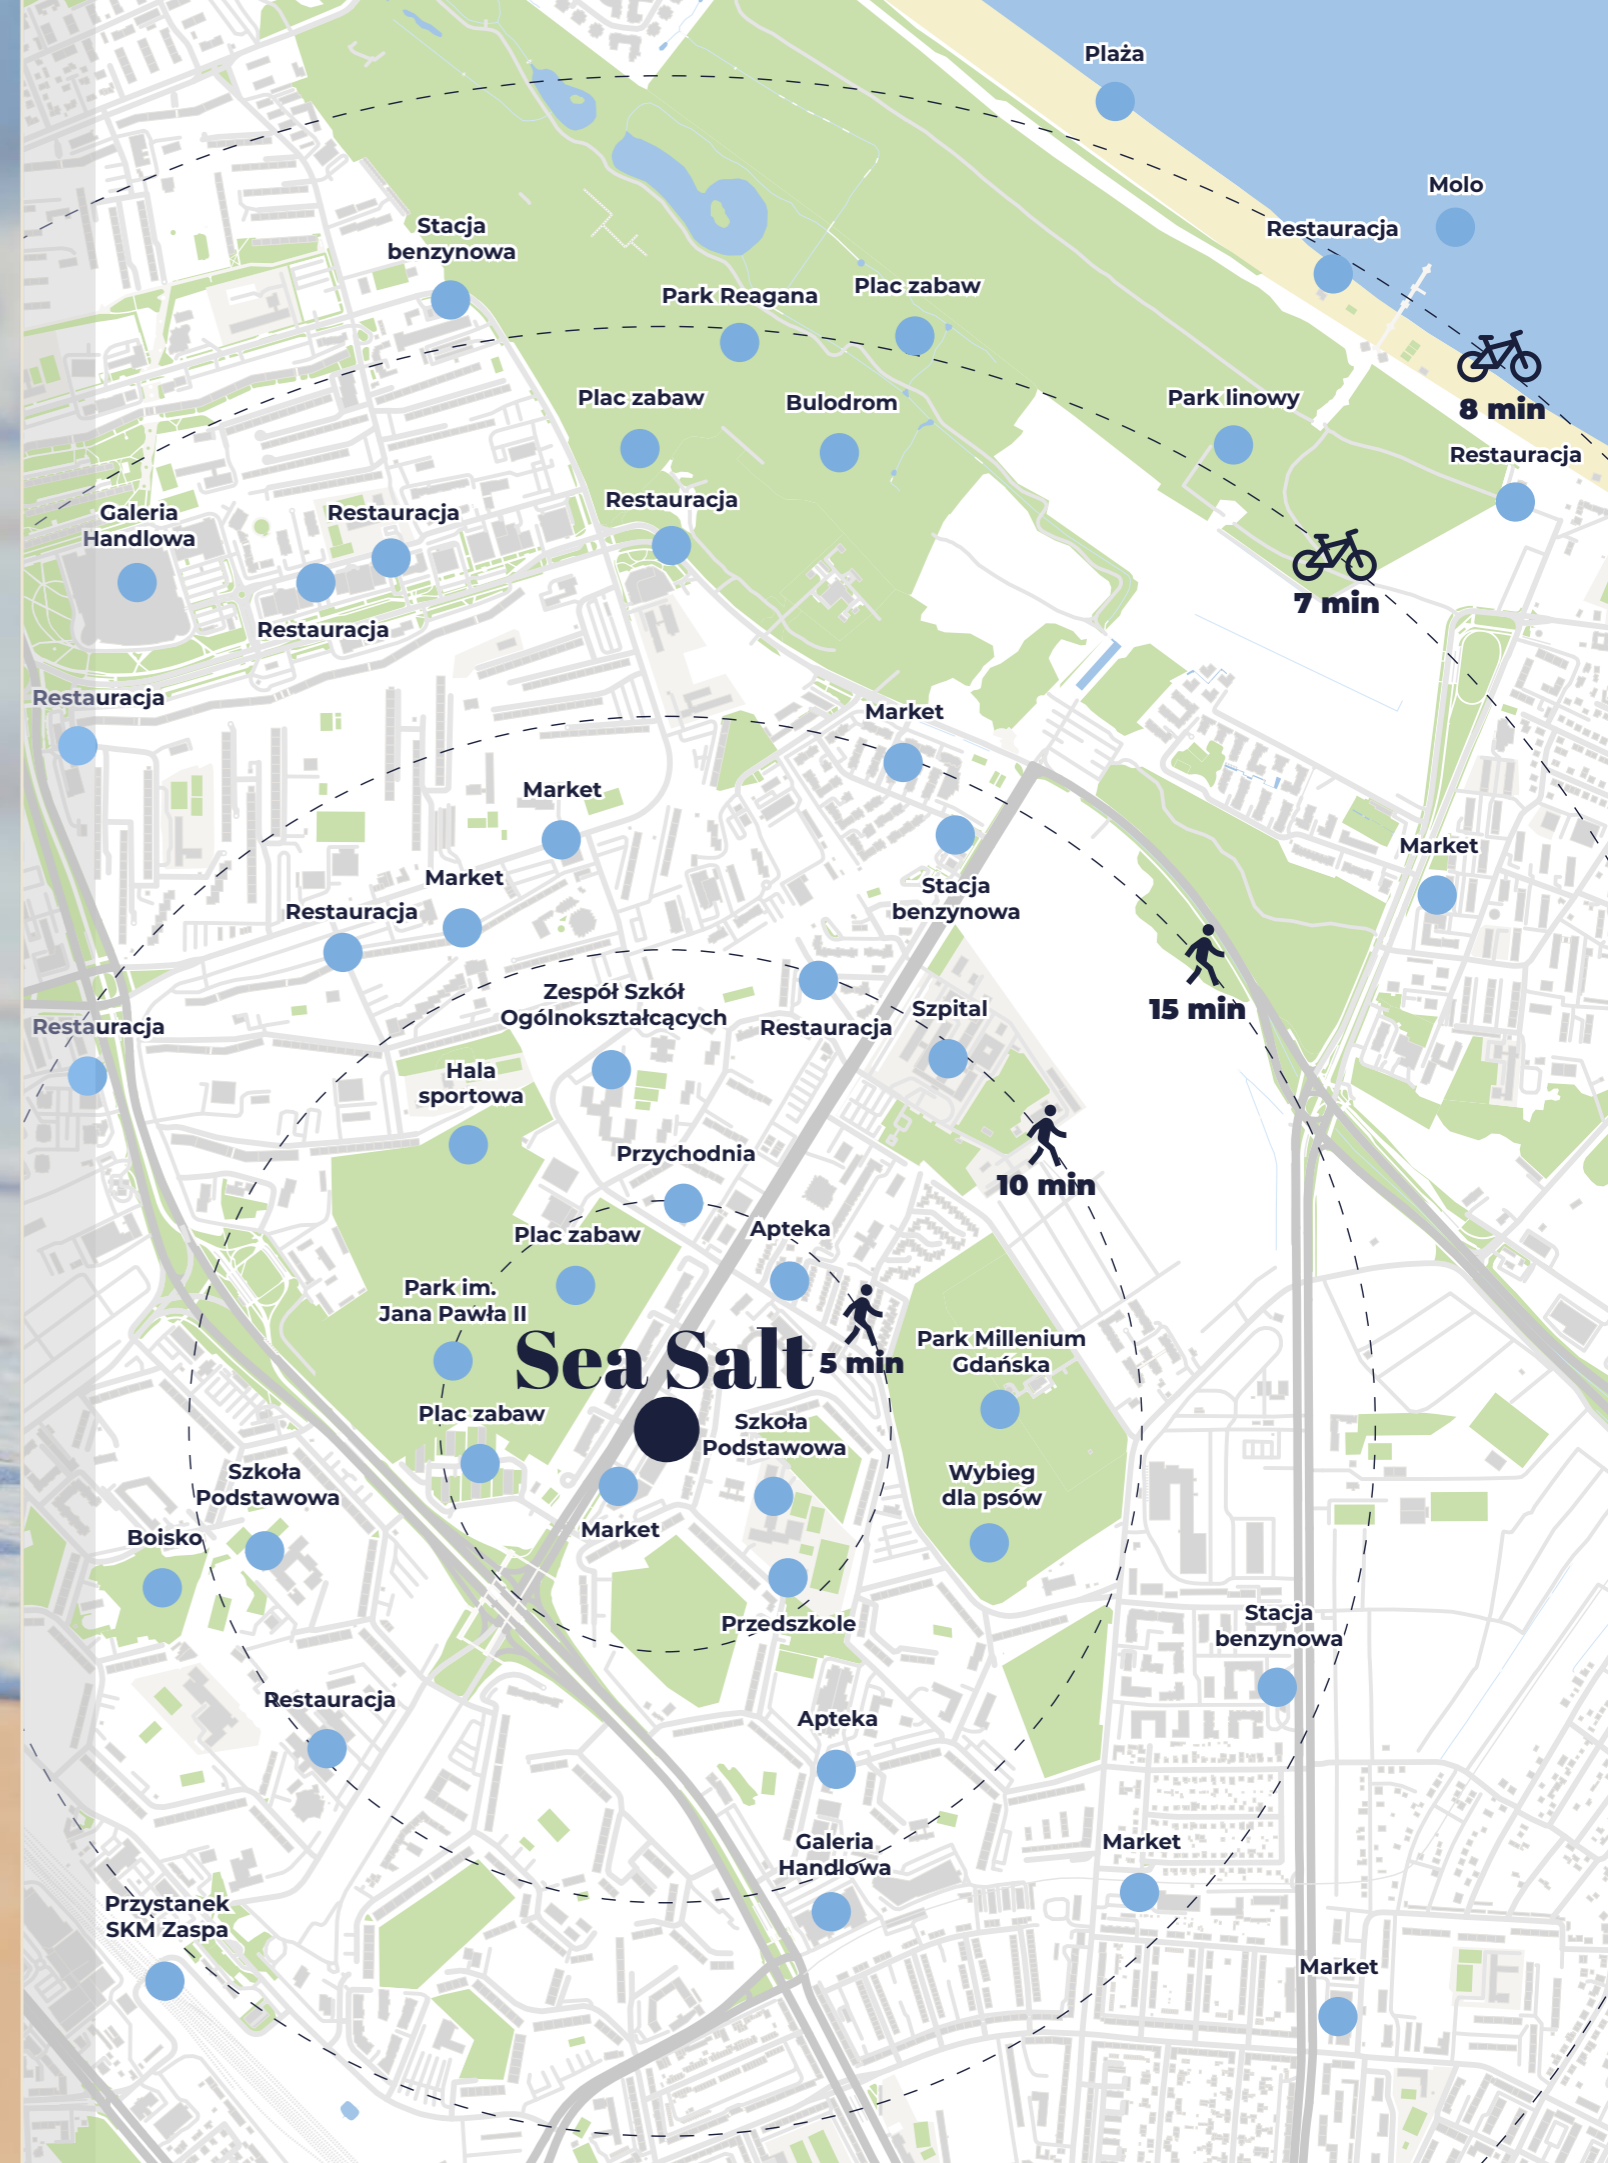 Plaża
Molo
Restauracja
Stacja
benzynowa
Park Reagana
Plac zabaw
8 min
Plac zabaw
Bulodrom
Park linowy
Restauracja
Galeria
Handlowa
Restauracja
Restauracja
7 min
Restauracja
Restauracja
Market
Market
Market
Market
Stacja
benzynowa
Restauracja
Zespół Szkół
Ogólnokształcących
Restauracja
Szpital
15 min
Restauracja
Hala
sportowa
Przychodnia
10 min
Plac zabaw
Apteka
Park im.
Jana Pawła II
Sea Salt
5 min
Park Millenium
Gdańska
Plac zabaw
Szkoła
Podstawowa
Szkoła
Podstawowa
Wybieg
dla psów
Boisko
Market
Przedszkole
Stacja
benzynowa
Restauracja
Apteka
Galeria
Handlowa
Market
Przystanek
SKM Zaspa
Market